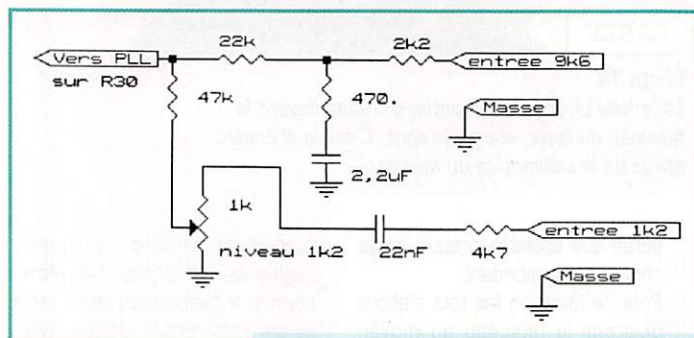 22k
2k2
Vers PLL
entree 9k6
sur R30
47k
470.
Masse
2,2uF
1k
niveau 1k2
22nF
4k7
entree 1k2
Masse